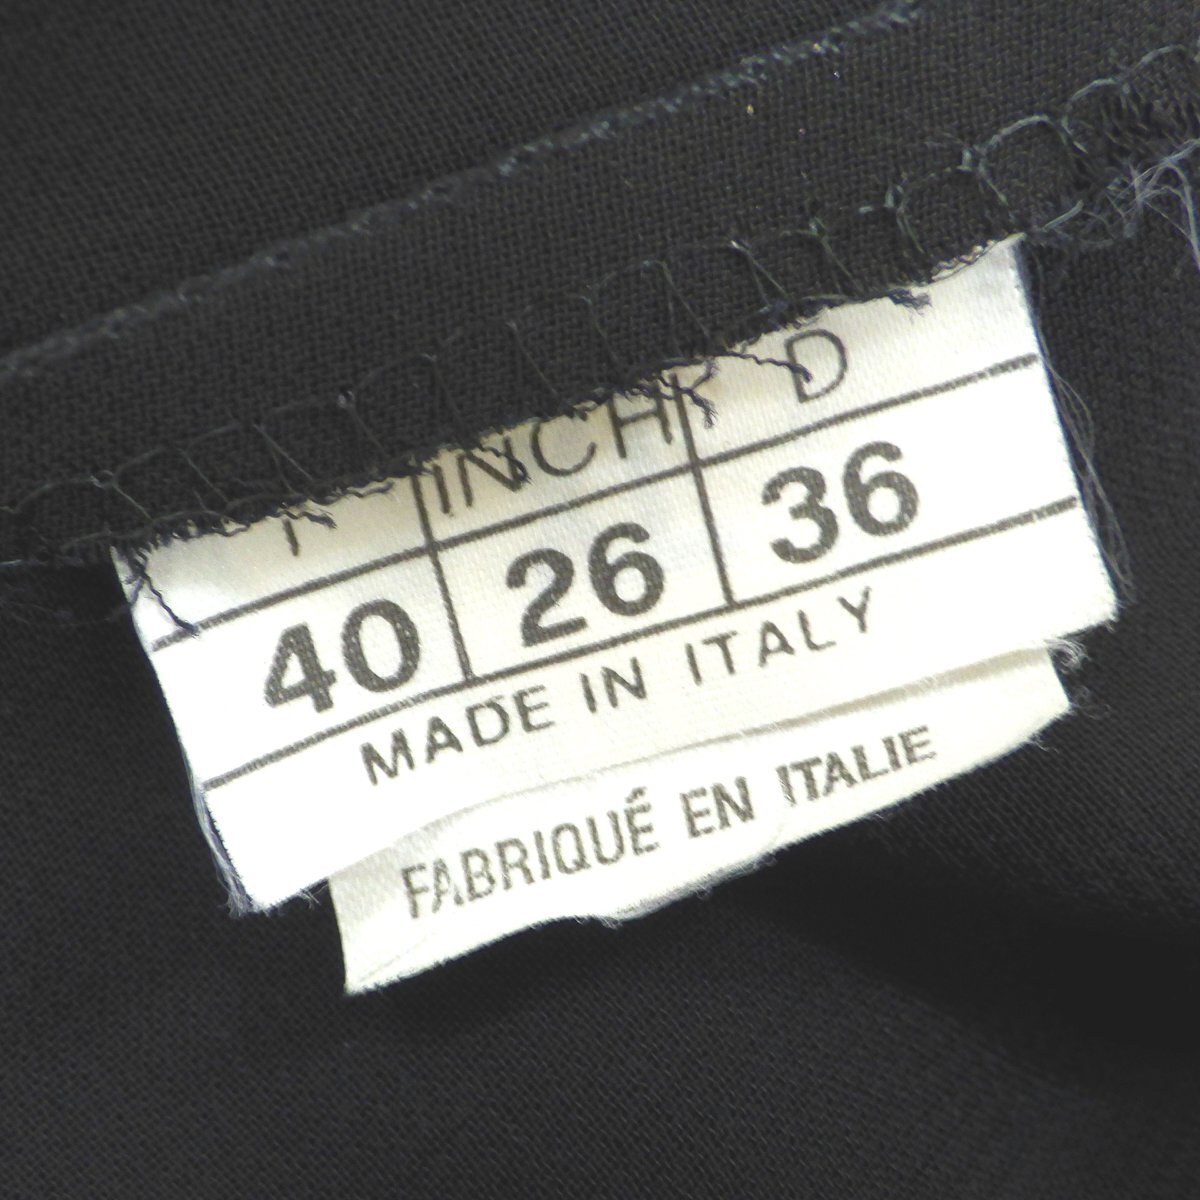 I INCH D
40 26 36
MADE IN ITALY
FABRIQUÉ EN ITALIE